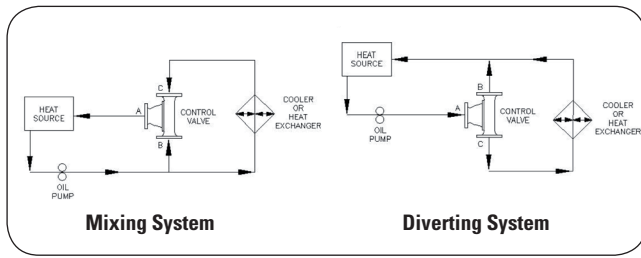 C
HEAT
SOURCE
A
CONTROL
VALVE
COOLER
OR
HEAT
EXCHANGER
B
OIL
PUMP
Mixing System
HEAT
SOURCE
B
A
CONTROL
VALVE
COOLER
OR HEAT
EXCHANGER
OIL
PUMP
C
Diverting System